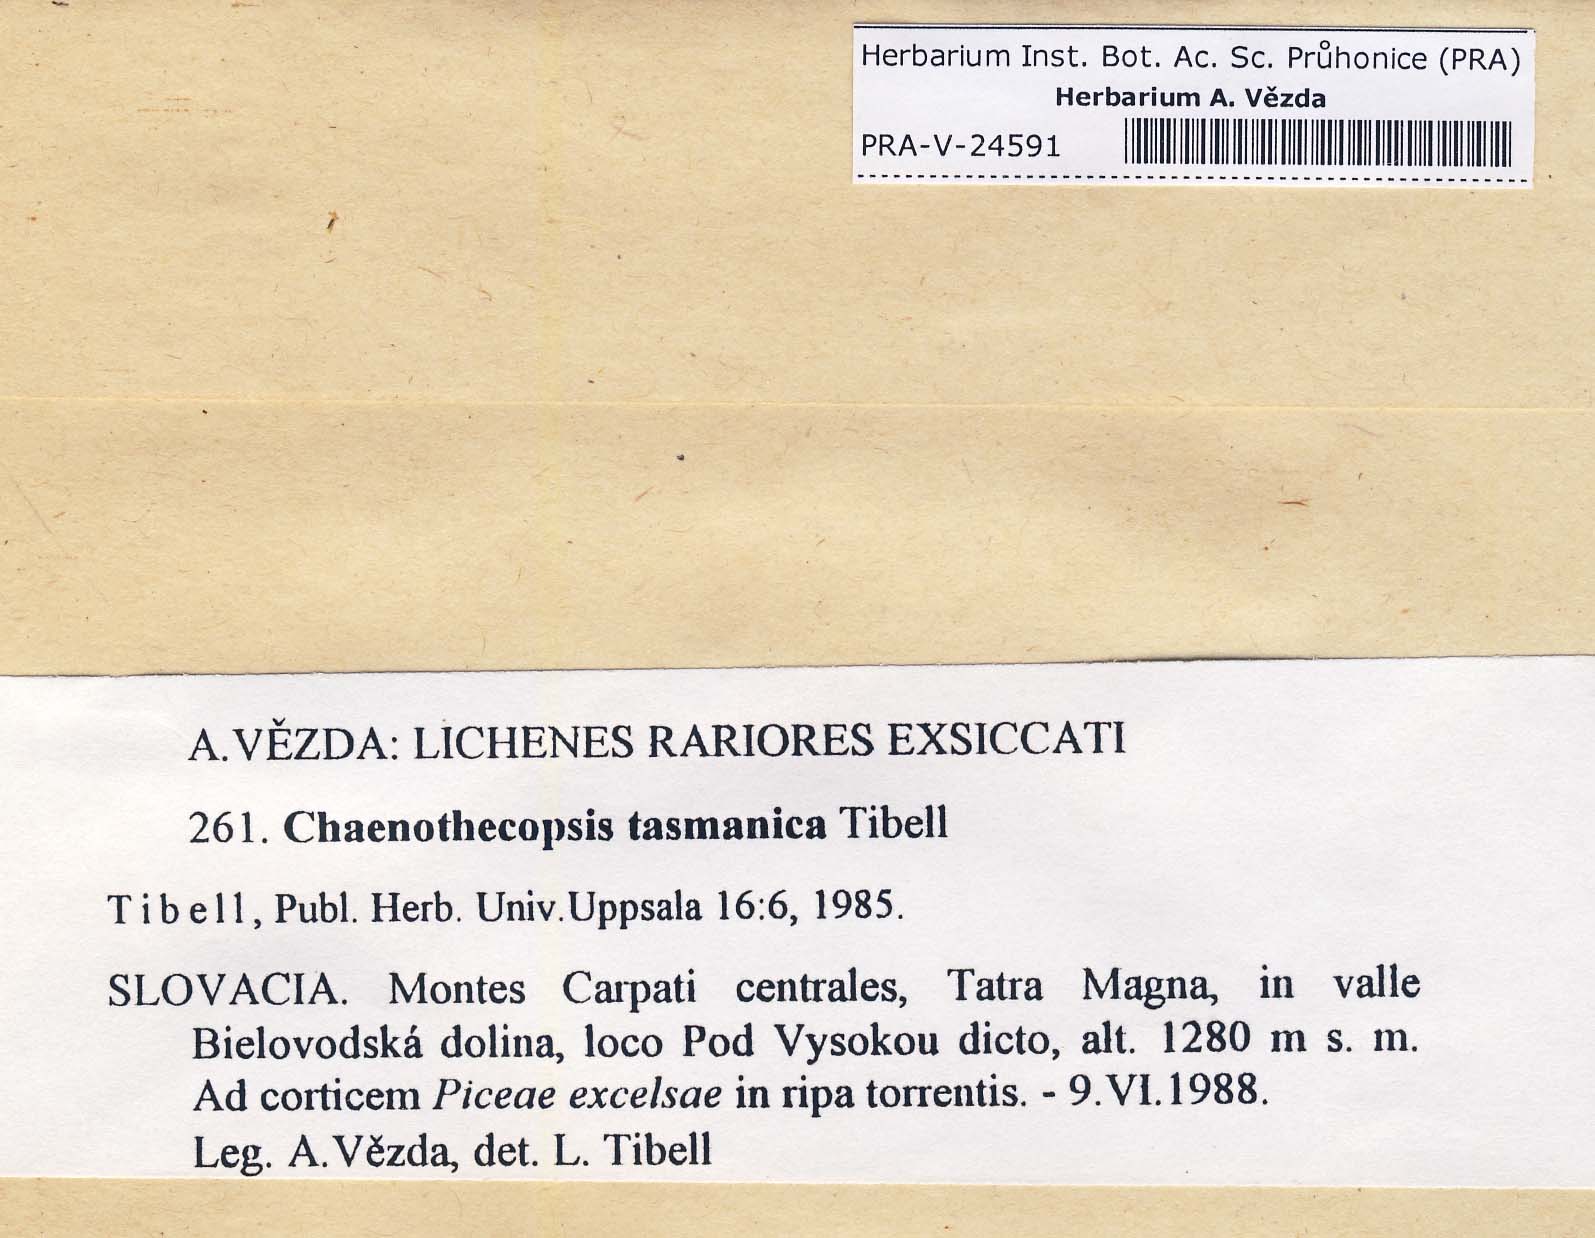 Herbarium Inst. Bot. Ac. Sc. Průhonice (PRA)
Herbarium A. Vězda
PRA-V-24591
A.VĚZDA: LICHENES RARIORES EXSICCATI
261. Chaenothecopsis tasmanica Tibell
Tibell, Publ. Herb. Univ.Uppsala 16:6, 1985.
SLOVACIA. Montes Carpati centrales, Tatra Magna, in valle
Bielovodská dolina, loco Pod Vysokou dicto, alt. 1280 m s. m.
Ad corticem Piceae excelsae in ripa torrentis. - 9.VI.1988.
Leg. A.Vězda, det. L. Tibell